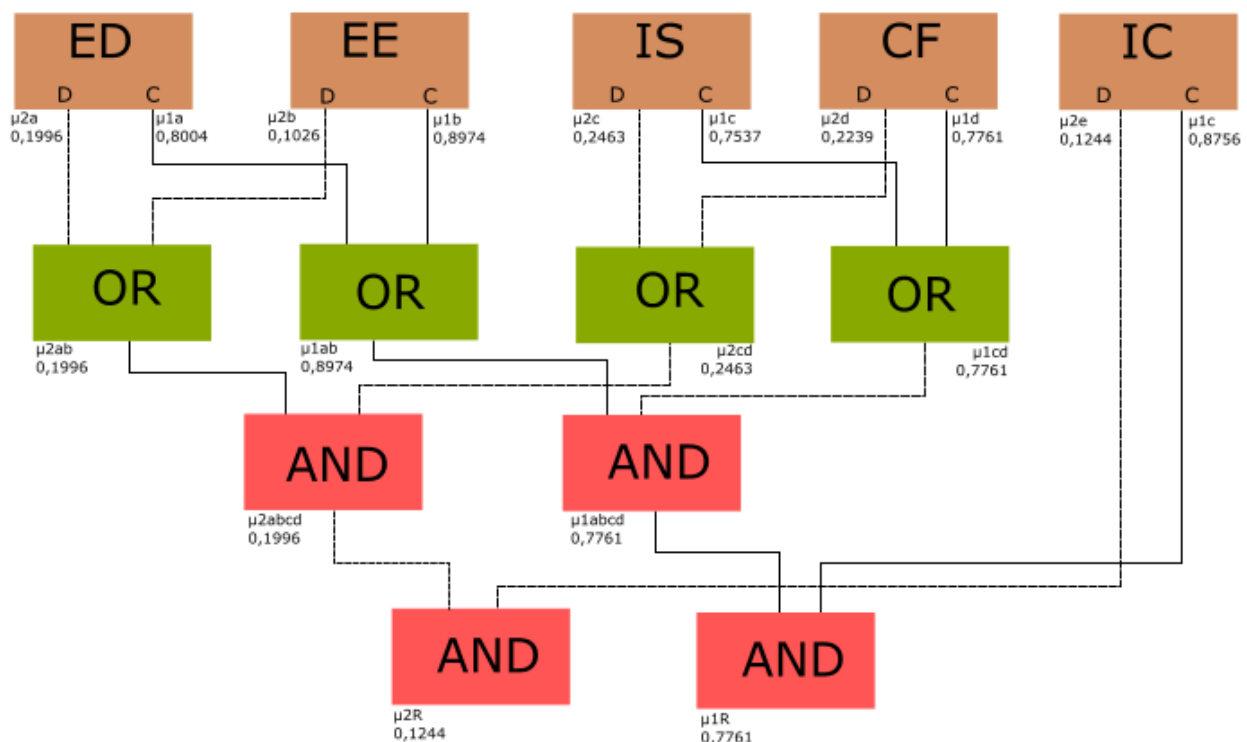 ED
EE
IS
CF
IC
D C
D C
D C
D C
D C
µ2a
0,1996
µ1a
0,8004
µ2b
0,1026
µ1b
0,8974
µ2c
0,2463
µ1c
0,7537
µ2d
0,2239
µ1d
0,7761
µ2e
0,1244
µ1c
0,8756
OR
OR
OR
OR
µ2ab
0,1996
µ1ab
0,8974
µ2cd
0,2463
µ1cd
0,7761
AND
AND
µ2abcd
0,1996
µ1abcd
0,7761
AND
AND
µ2R
0,1244
µ1R
0,7761